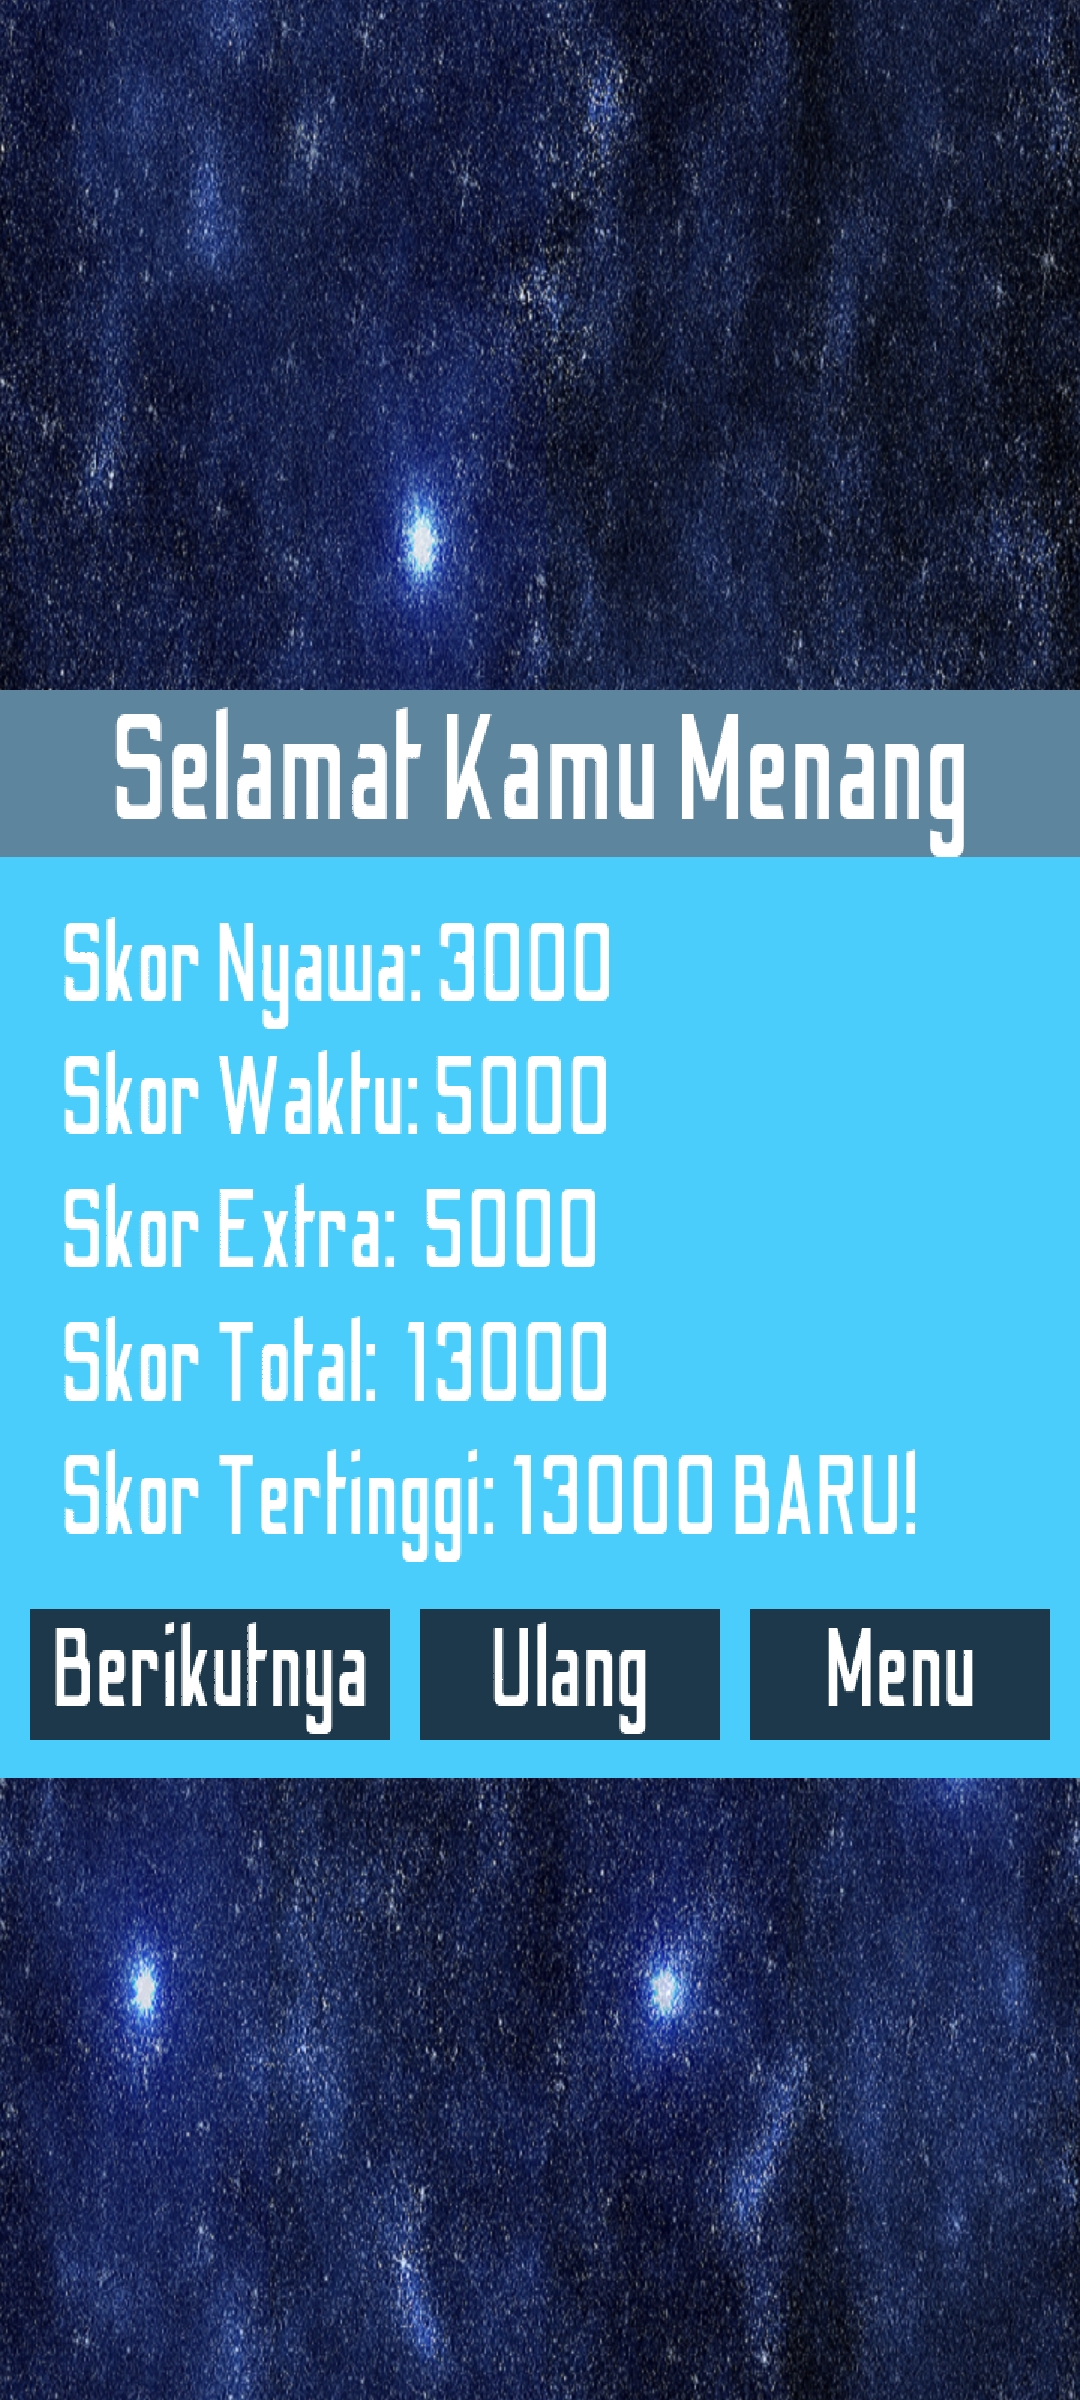 Selamat Kamu Menang
Skor Nyawa: 3000
Skor Waktu: 5000
Skor Extra: 5000
Skor Total: 13000
Skor Tertinggi: 13000 BARU!
Berikutnya
Ulang
Menu